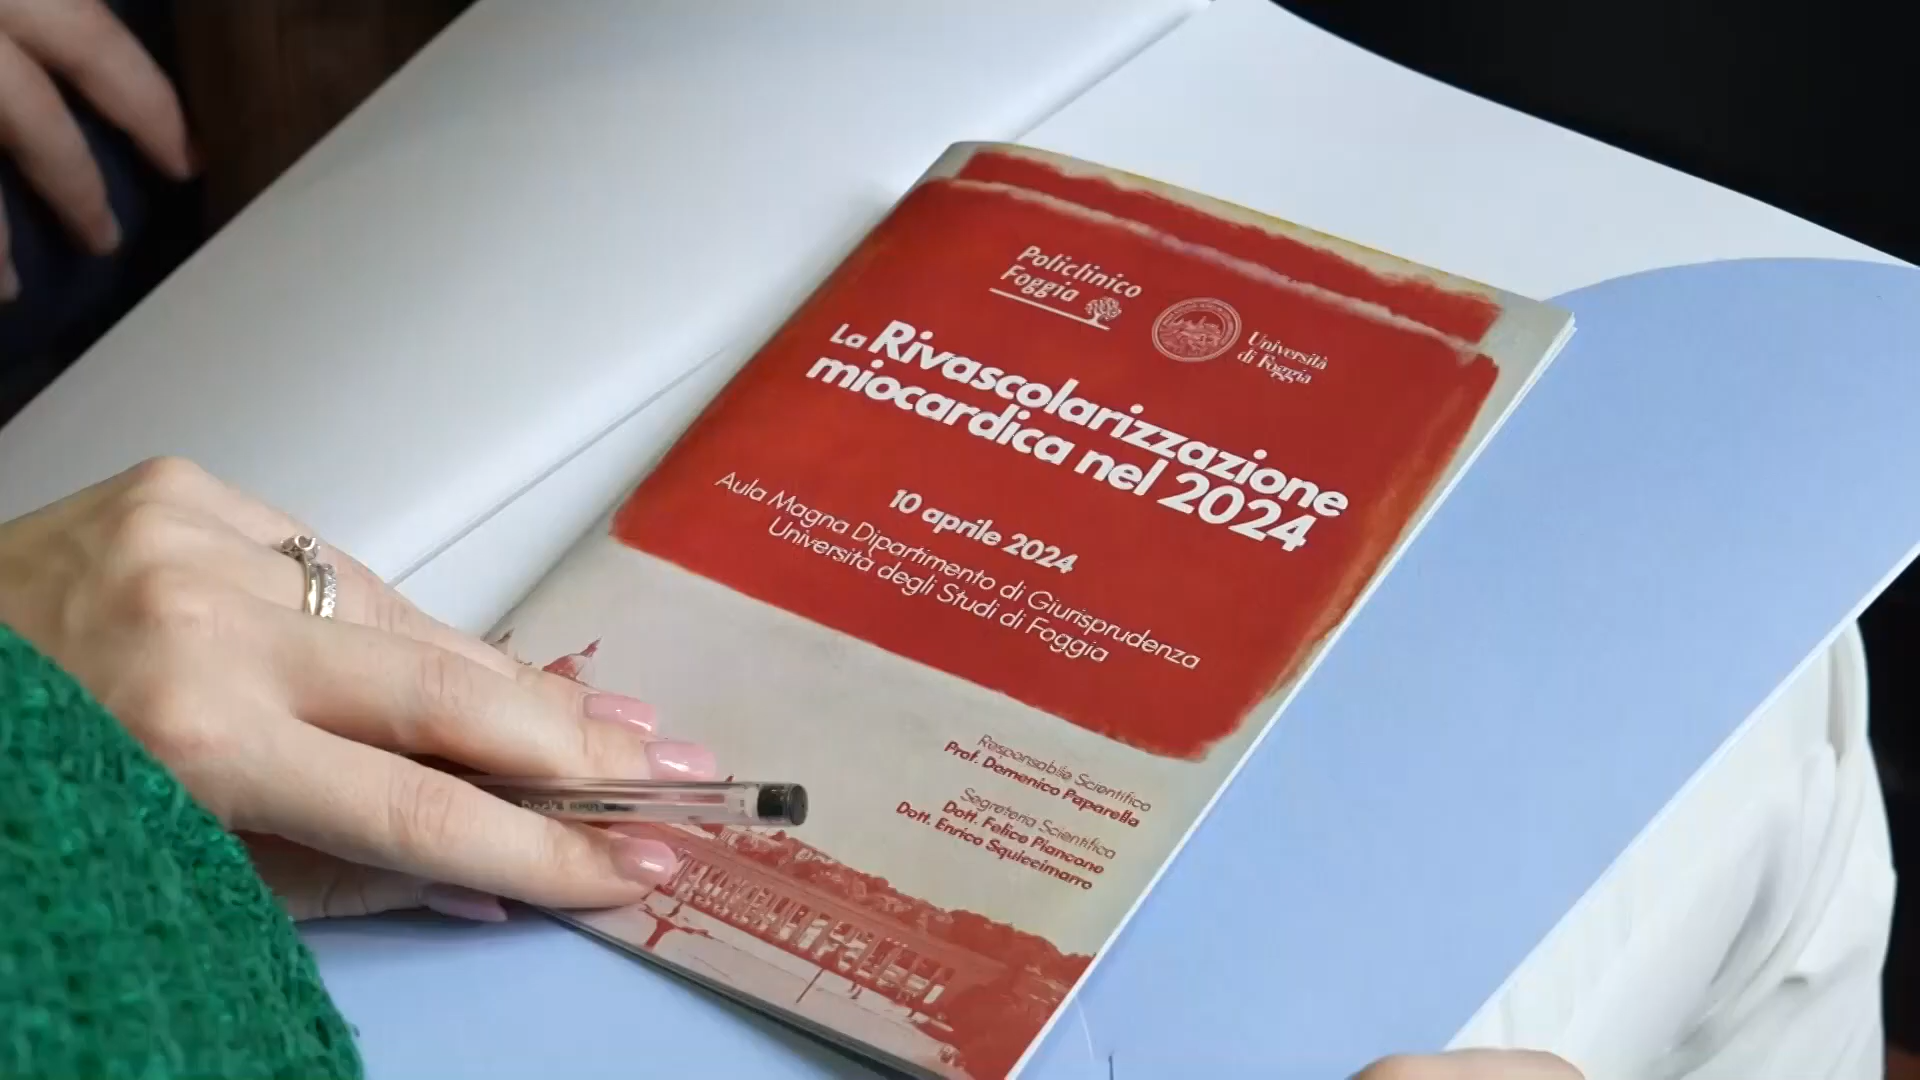 Policlinico
Foggia
Università
di Foggia
La Rivascolarizzazione
miocardica nel 2024
10 aprile 2024
Aula Magna Dipartimento di Giurisprudenza
Università degli Studi di Foggia
Responsabile Scientifico
Prof. Domenico Paparella
Segreteria Scientifica
Dott. Felice Piancone
Dott. Enrico Squiccimarro